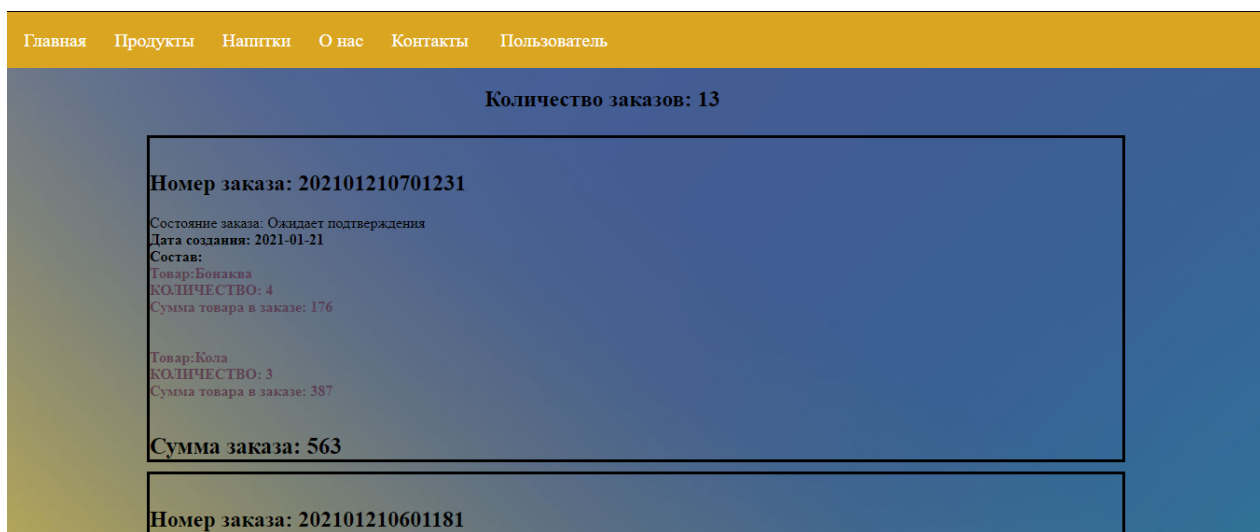 Главная Продукты Напитки О нас Контакты Пользователь
Количество заказов: 13
Номер заказа: 202101210701231
Состояние заказа: Ожидает подтверждения
Дата создания: 2021-01-21
Состав:
Товар:Бонаква
КОЛИЧЕСТВО: 4
Сумма товара в заказе: 176
Товар:Кола
КОЛИЧЕСТВО: 3
Сумма товара в заказе: 387
Сумма заказа: 563
Номер заказа: 202101210601181